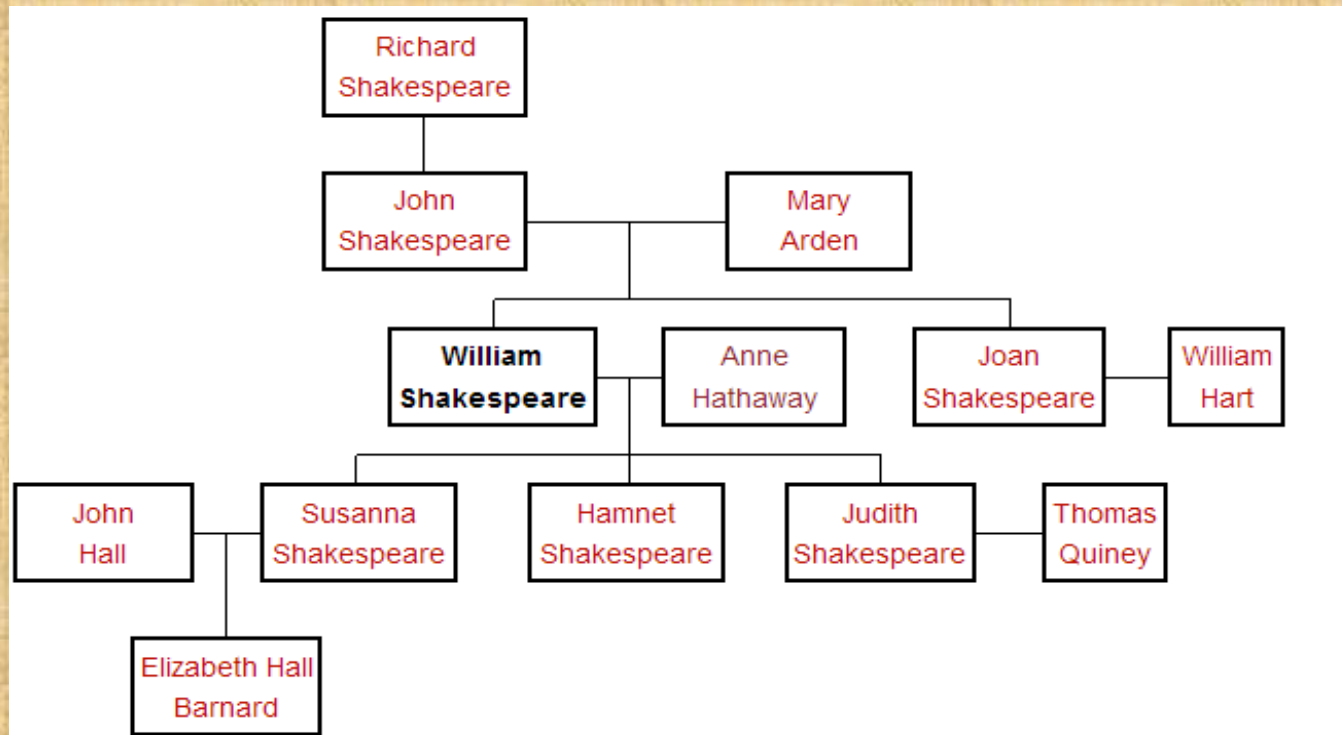 Richard
Shakespeare
John
Shakespeare
Mary
Arden
William
Shakespeare
Anne
Hathaway
Joan
Shakespeare
William
Hart
John
Hall
Susanna
Shakespeare
Hamnet
Shakespeare
Judith
Shakespeare
Thomas
Quiney
Elizabeth Hall
Barnard